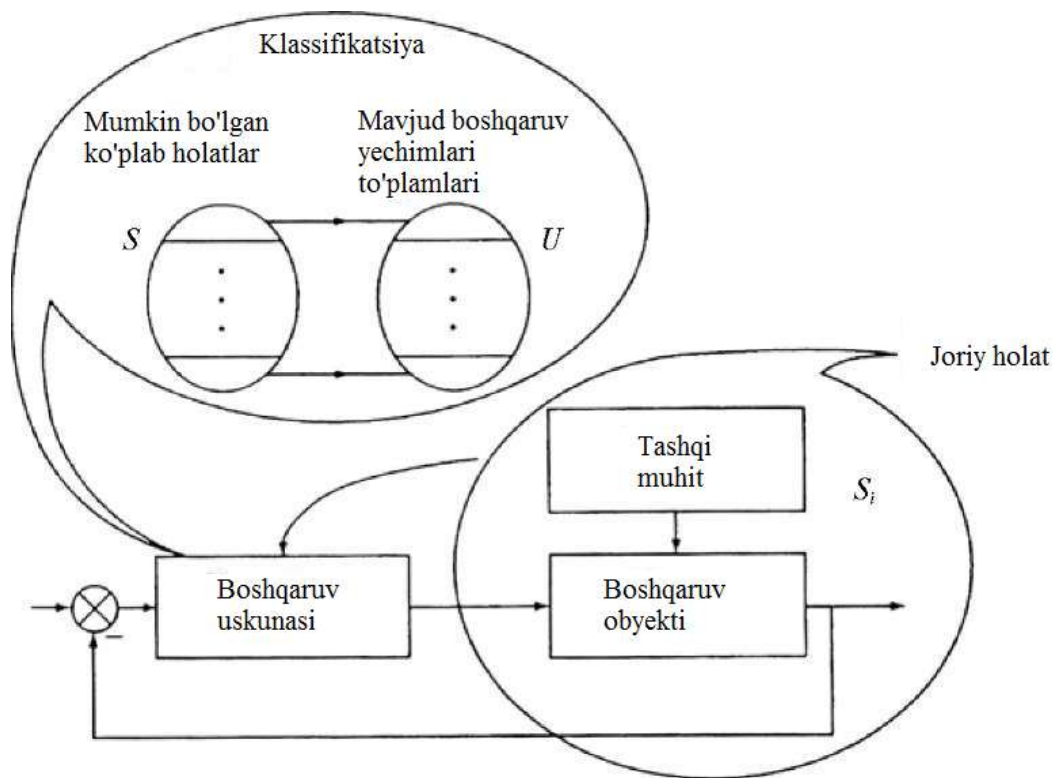 Klassifikatsiya
Mumkin bo'lgan
ko'plab holatlar
Mavjud boshqaruv
yechimlari
to'plamlari
S
U
Joriy holat
Tashqi
muhit
Si
Boshqaruv
uskunasi
Boshqaruv
obyekti
−